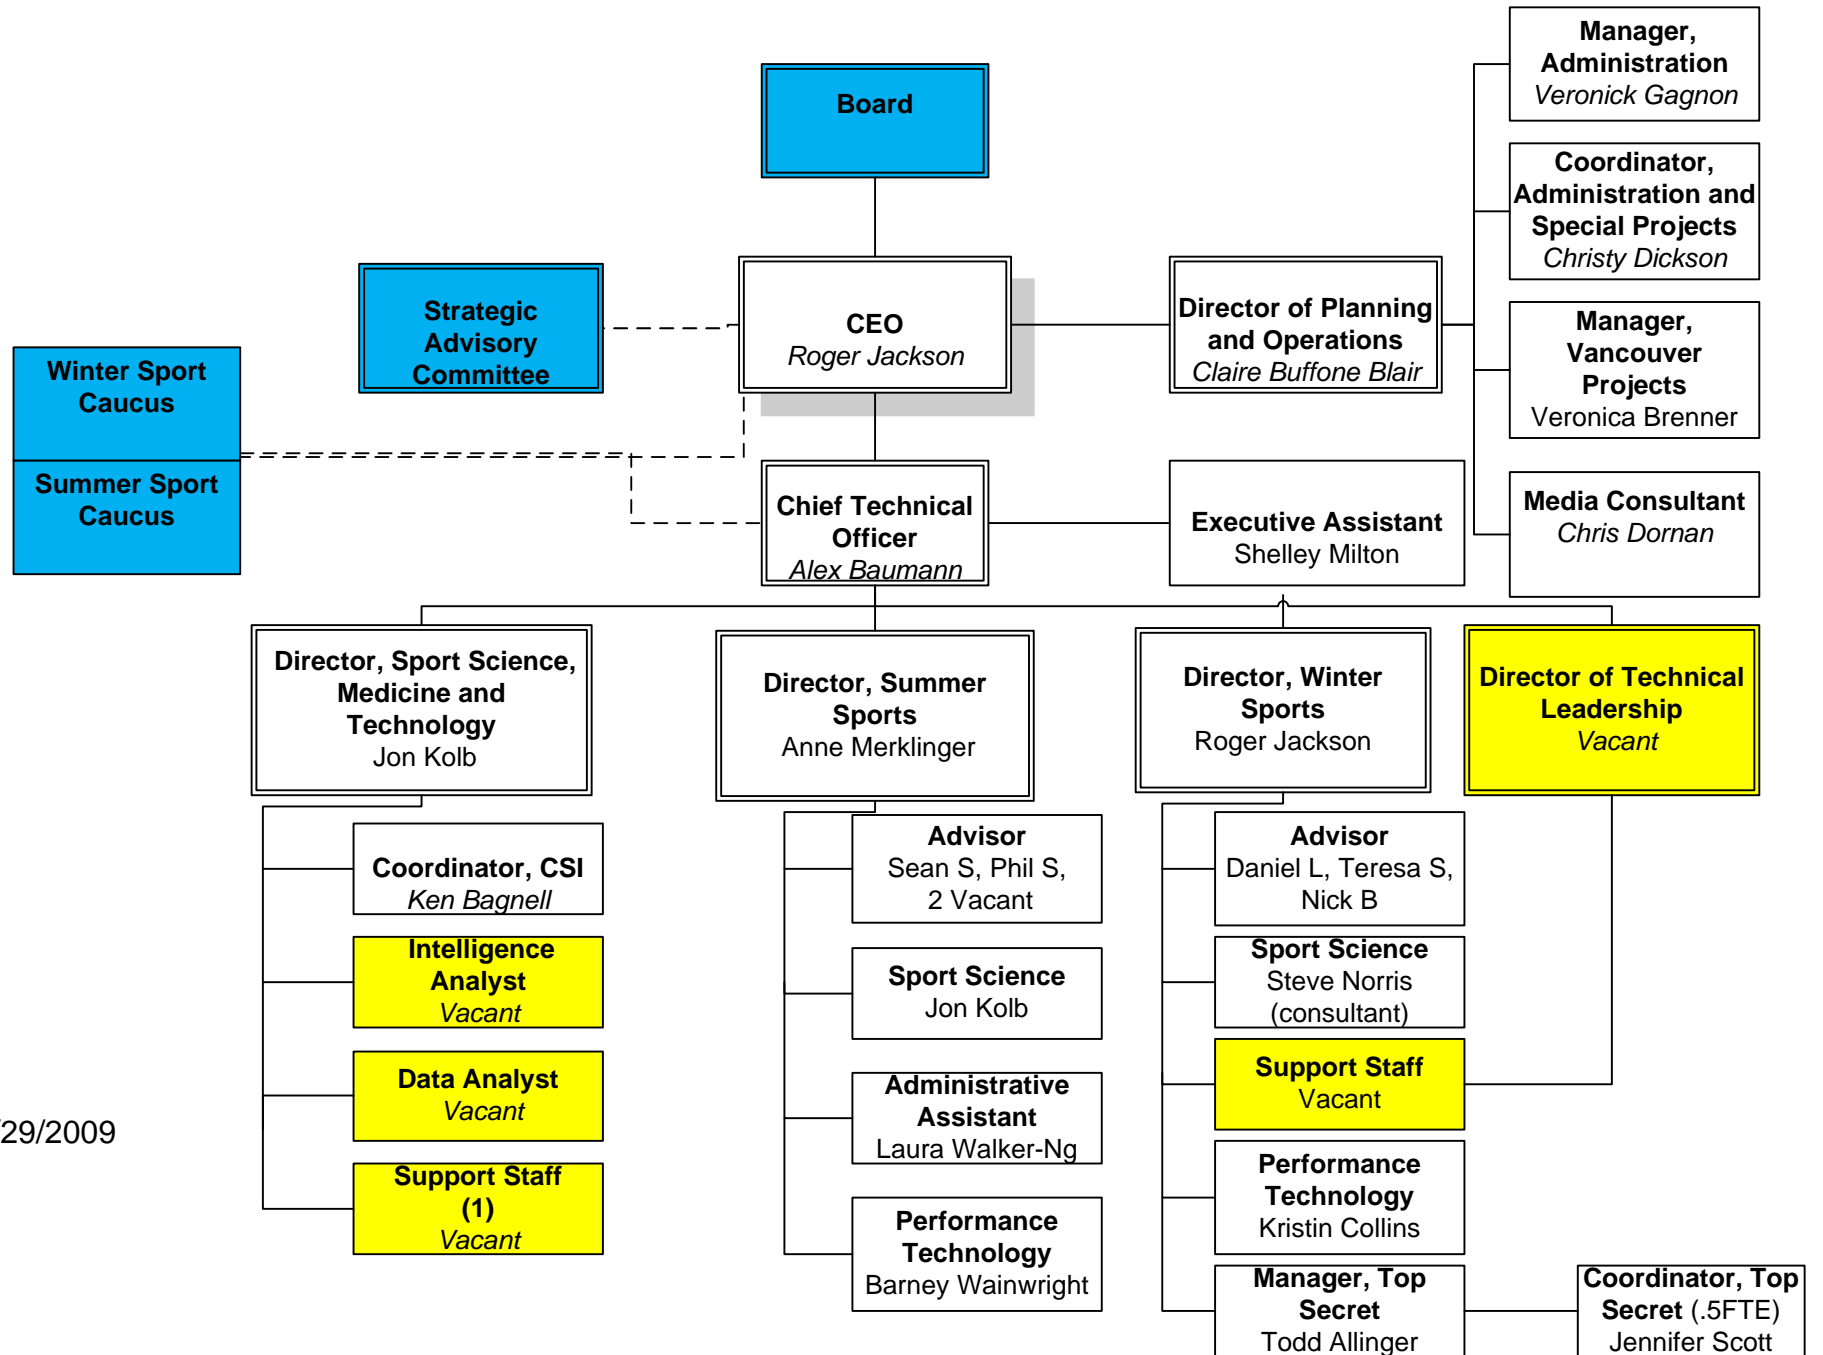 Board
Manager,
Administration
Veronick Gagnon
Coordinator,
Administration and
Special Projects
Christy Dickson
Strategic
Advisory
Committee
CEO
Roger Jackson
Director of Planning
and Operations
Claire Buffone Blair
Manager,
Vancouver
Projects
Veronica Brenner
Winter Sport
Caucus
Summer Sport
Caucus
Chief Technical
Officer
Alex Baumann
Executive Assistant
Shelley Milton
Media Consultant
Chris Dornan
Director, Sport Science,
Medicine and
Technology
Jon Kolb
Director, Summer
Sports
Anne Merklinger
Director, Winter
Sports
Roger Jackson
Director of Technical
Leadership
Vacant
Coordinator, CSI
Ken Bagnell
Intelligence
Analyst
Vacant
Data Analyst
Vacant
Support Staff
(1)
Vacant
Advisor
Sean S, Phil S,
2 Vacant
Sport Science
Jon Kolb
Administrative
Assistant
Laura Walker-Ng
Performance
Technology
Barney Wainwright
Advisor
Daniel L, Teresa S,
Nick B
Sport Science
Steve Norris
(consultant)
Support Staff
Vacant
Performance
Technology
Kristin Collins
Manager, Top
Secret
Todd Allinger
Coordinator, Top
Secret (.5FTE)
Jennifer Scott
/29/2009